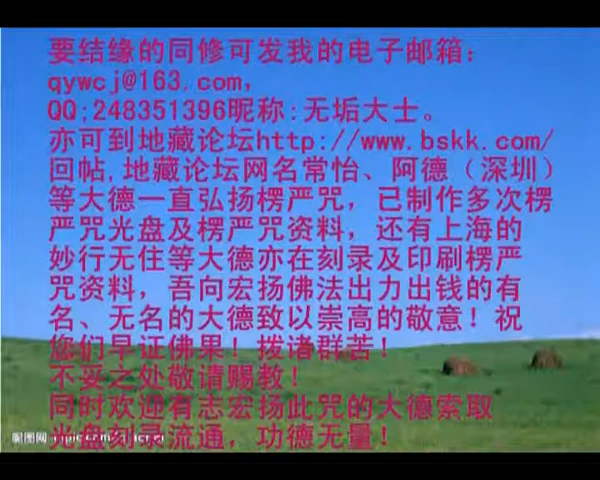 要结缘的同修可发我的电子邮箱：
qywcj@163.com,
QQ;248351396昵称:无垢大士。
亦可到地藏论坛http://www.bskk.com/
回帖,地藏论坛网名常怡、阿德（深圳）
等大德一直弘扬楞严咒，已制作多次楞
严咒光盘及楞严咒资料，还有上海的
妙行无住等大德亦在刻录及印刷楞严
咒资料，吾向宏扬佛法出力出钱的有
名、无名的大德致以崇高的敬意！祝
您们早证佛果！拨诸群苦！
不妥之处敬请赐教！
同时欢迎有志宏扬此咒的大德索取
光盘刻录流通，功德无量！
昵图网